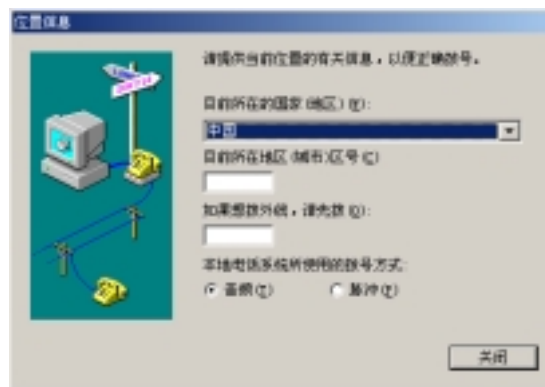 位置信息
请提供当前位置的有关信息，以便正确拨号。
目前所在的国家(地区)(W):
中国
目前所在地区(城市)区号(C)
如果想拨外线，请先拨(O):
本地电话系统所使用的拨号方式:
音频(T)
脉冲(P)
关闭